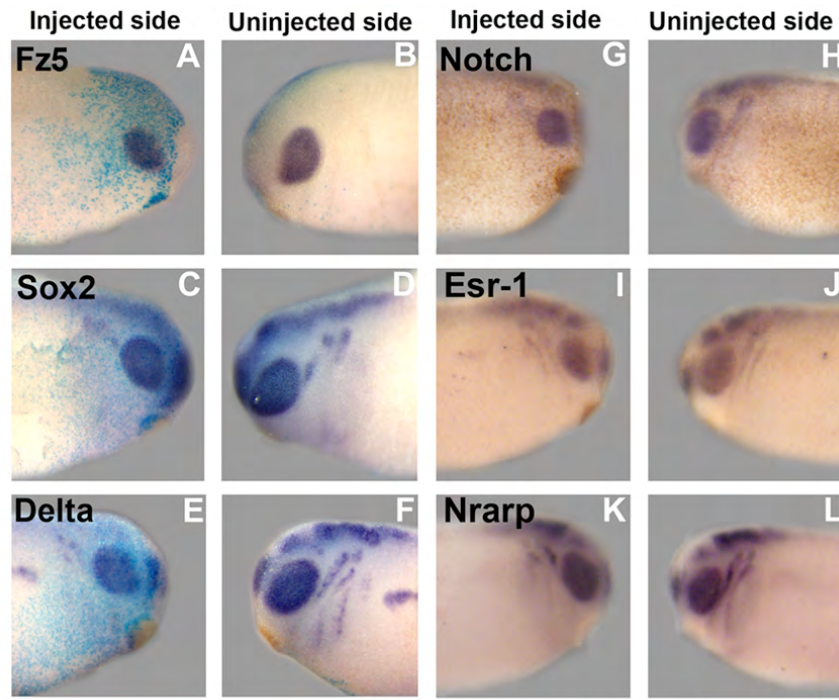 Injected side Uninjected side Injected side Uninjected side
Fz5 A B Notch G H
Sox2 C D Esr-1 I J
Delta E F Nrarp K L